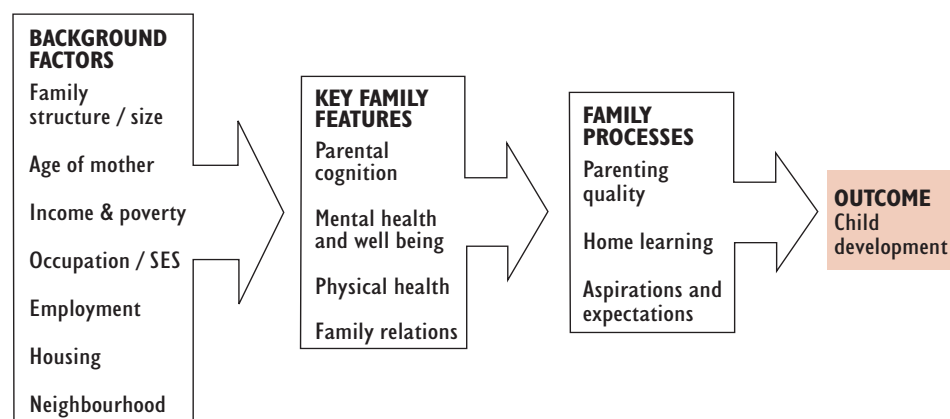 BACKGROUND
FACTORS
Family
structure / size
Age of mother
Income & poverty
Occupation / SES
Employment
Housing
Neighbourhood
KEY FAMILY
FEATURES
Parental
cognition
Mental health
and well being
Physical health
Family relations
FAMILY
PROCESSES
Parenting
quality
Home learning
Aspirations and
expectations
OUTCOME
Child
development